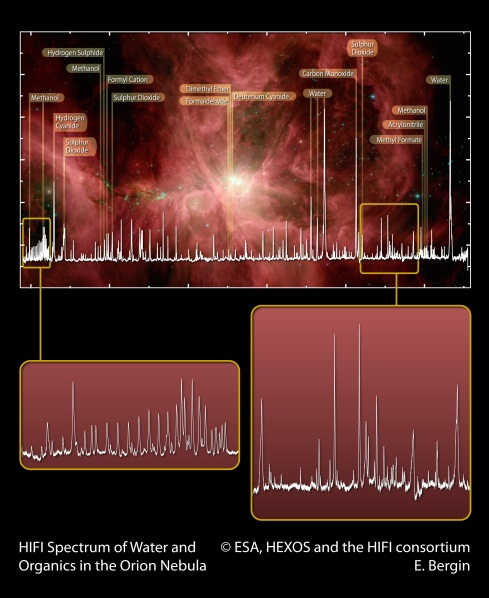 Sulphur
Dioxide
Hydrogen Sulphide
Methanol
Carbon Monoxide
Formyl Cation
Water
Dimethyl Ether
Methanol
Sulphur Dioxide
Formaldehyde
Deuterium Cyanide
Water
Methanol
Hydrogen
Cyanide
Acrylonitrile
Sulphur
Dioxide
Methyl Formate
HIFI Spectrum of Water and
Organics in the Orion Nebula
© ESA, HEXOS and the HIFI consortium
E. Bergin